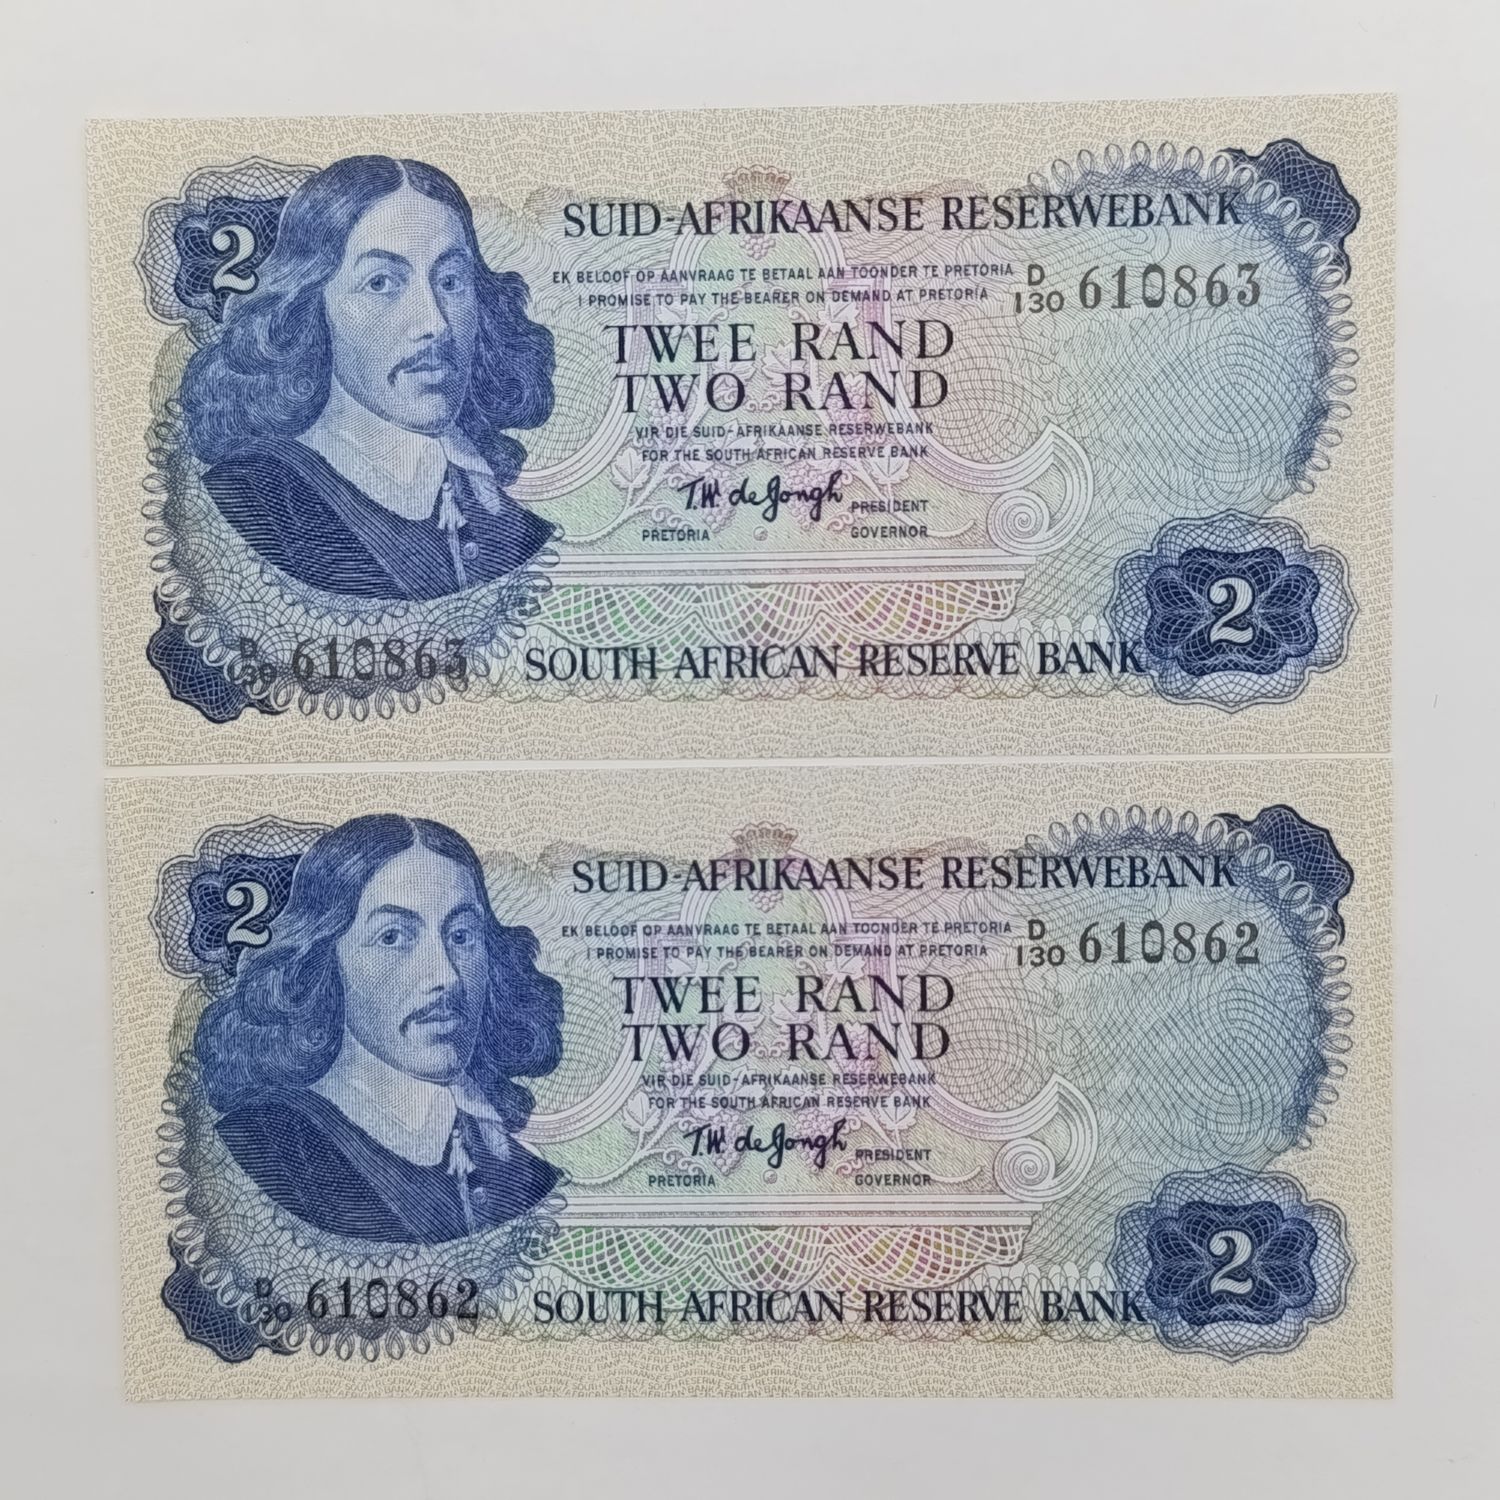 2
SUID-AFRIKAANSE RESERWEBANK
EK BELOOF OP AANVRAAG TE BETAAL AAN TOONDER TE PRETORIA
I PROMISE TO PAY THE BEARER ON DEMAND AT PRETORIA
D/130 610863
TWEE RAND
TWO RAND
VIR DIE SUID-AFRIKAANSE RESERWEBANK
FOR THE SOUTH AFRICAN RESERVE BANK
T.W. de Jongh
PRESIDENT
PRETORIA
GOVERNOR
2
D/130 610863
SOUTH AFRICAN RESERVE BANK
2
SUID-AFRIKAANSE RESERWEBANK
EK BELOOF OP AANVRAAG TE BETAAL AAN TOONDER TE PRETORIA
I PROMISE TO PAY THE BEARER ON DEMAND AT PRETORIA
D/130 610862
TWEE RAND
TWO RAND
VIR DIE SUID-AFRIKAANSE RESERWEBANK
FOR THE SOUTH AFRICAN RESERVE BANK
T.W. de Jongh
PRESIDENT
PRETORIA
GOVERNOR
2
D/130 610862
SOUTH AFRICAN RESERVE BANK